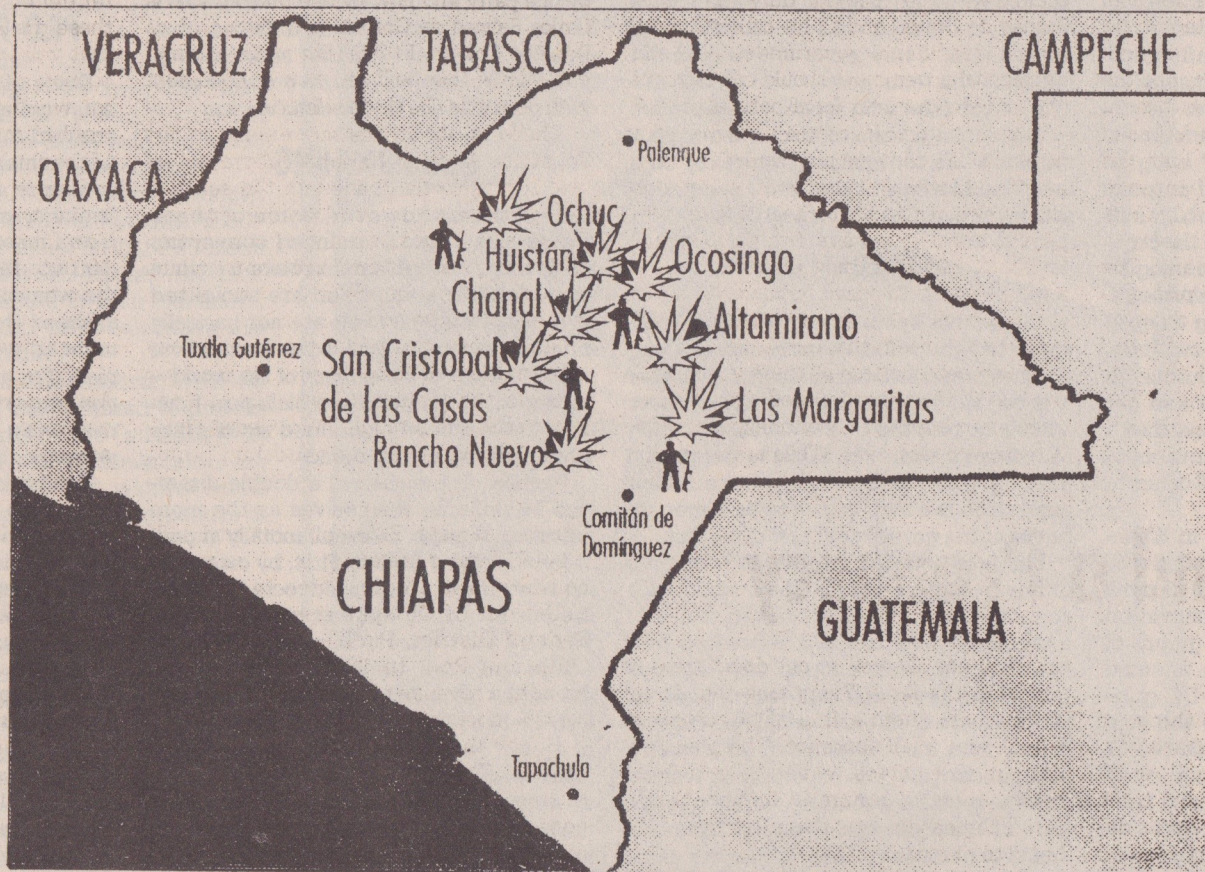 VERACRUZ
TABASCO
CAMPECHE
OAXACA
Palenque
Ochuc
Huistán
Ocosingo
Chanal
Altamirano
Tuxtla Gutérrez
San Cristobal
de las Casas
Las Margaritas
Rancho Nuevo
Comitán de
Domínguez
CHIAPAS
GUATEMALA
Tapachula